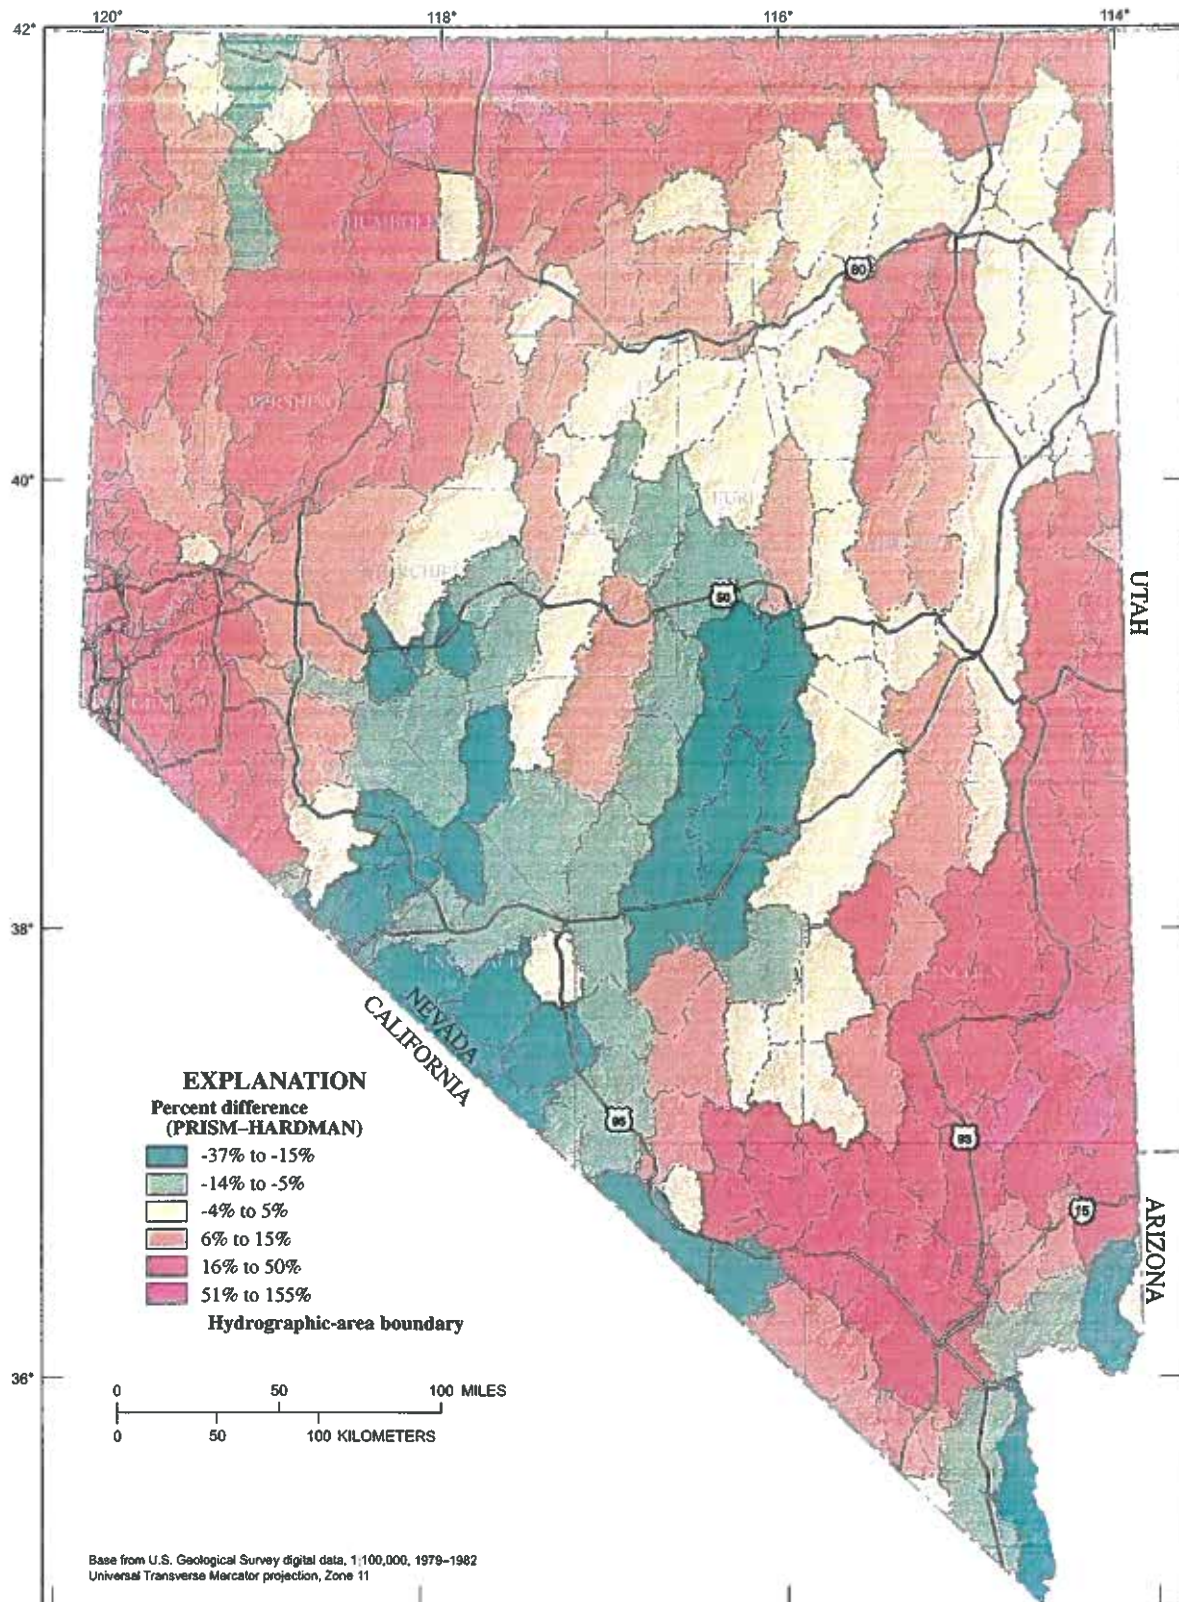 120° 118° 116° 114°
42°
HUMBOLDT
80
PERSHING
40°
CHURCHILL
50
UTAH
38°
NEVADA
CALIFORNIA
EXPLANATION
Percent difference
(PRISM–HARDMAN)
-37% to -15%
-14% to -5%
-4% to 5%
6% to 15%
16% to 50%
51% to 155%
Hydrographic-area boundary
95
93
15
ARIZONA
36°
0 50 100 MILES
0 50 100 KILOMETERS
Base from U.S. Geological Survey digital data, 1:100,000, 1979–1982
Universal Transverse Mercator projection, Zone 11